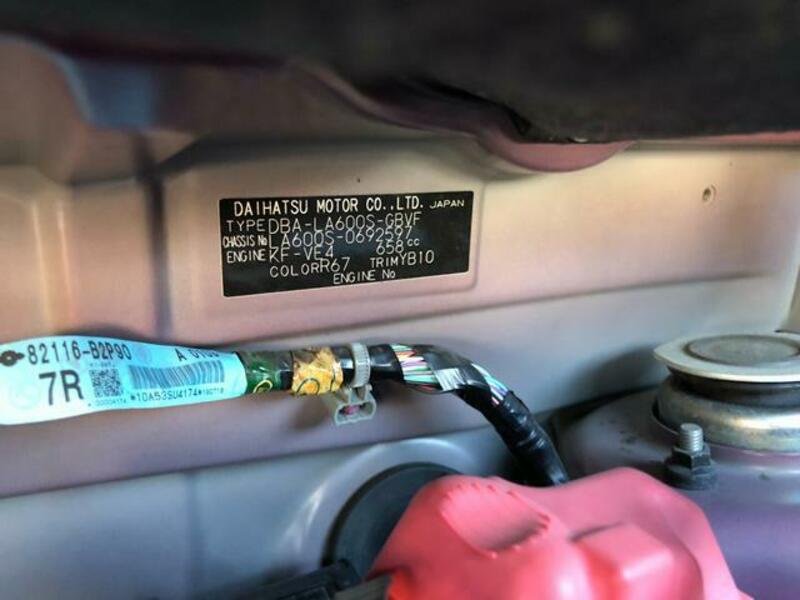 DAIHATSU MOTOR CO.,LTD. JAPAN
TYPE DBA-LA600S-GBVF
CHASSIS No LA600S-0692597
ENGINE KF-VE4 658cc
COLOR R67 TRIM YB10
ENGINE No
82116-B2P90
7R
*10A53SU4174*